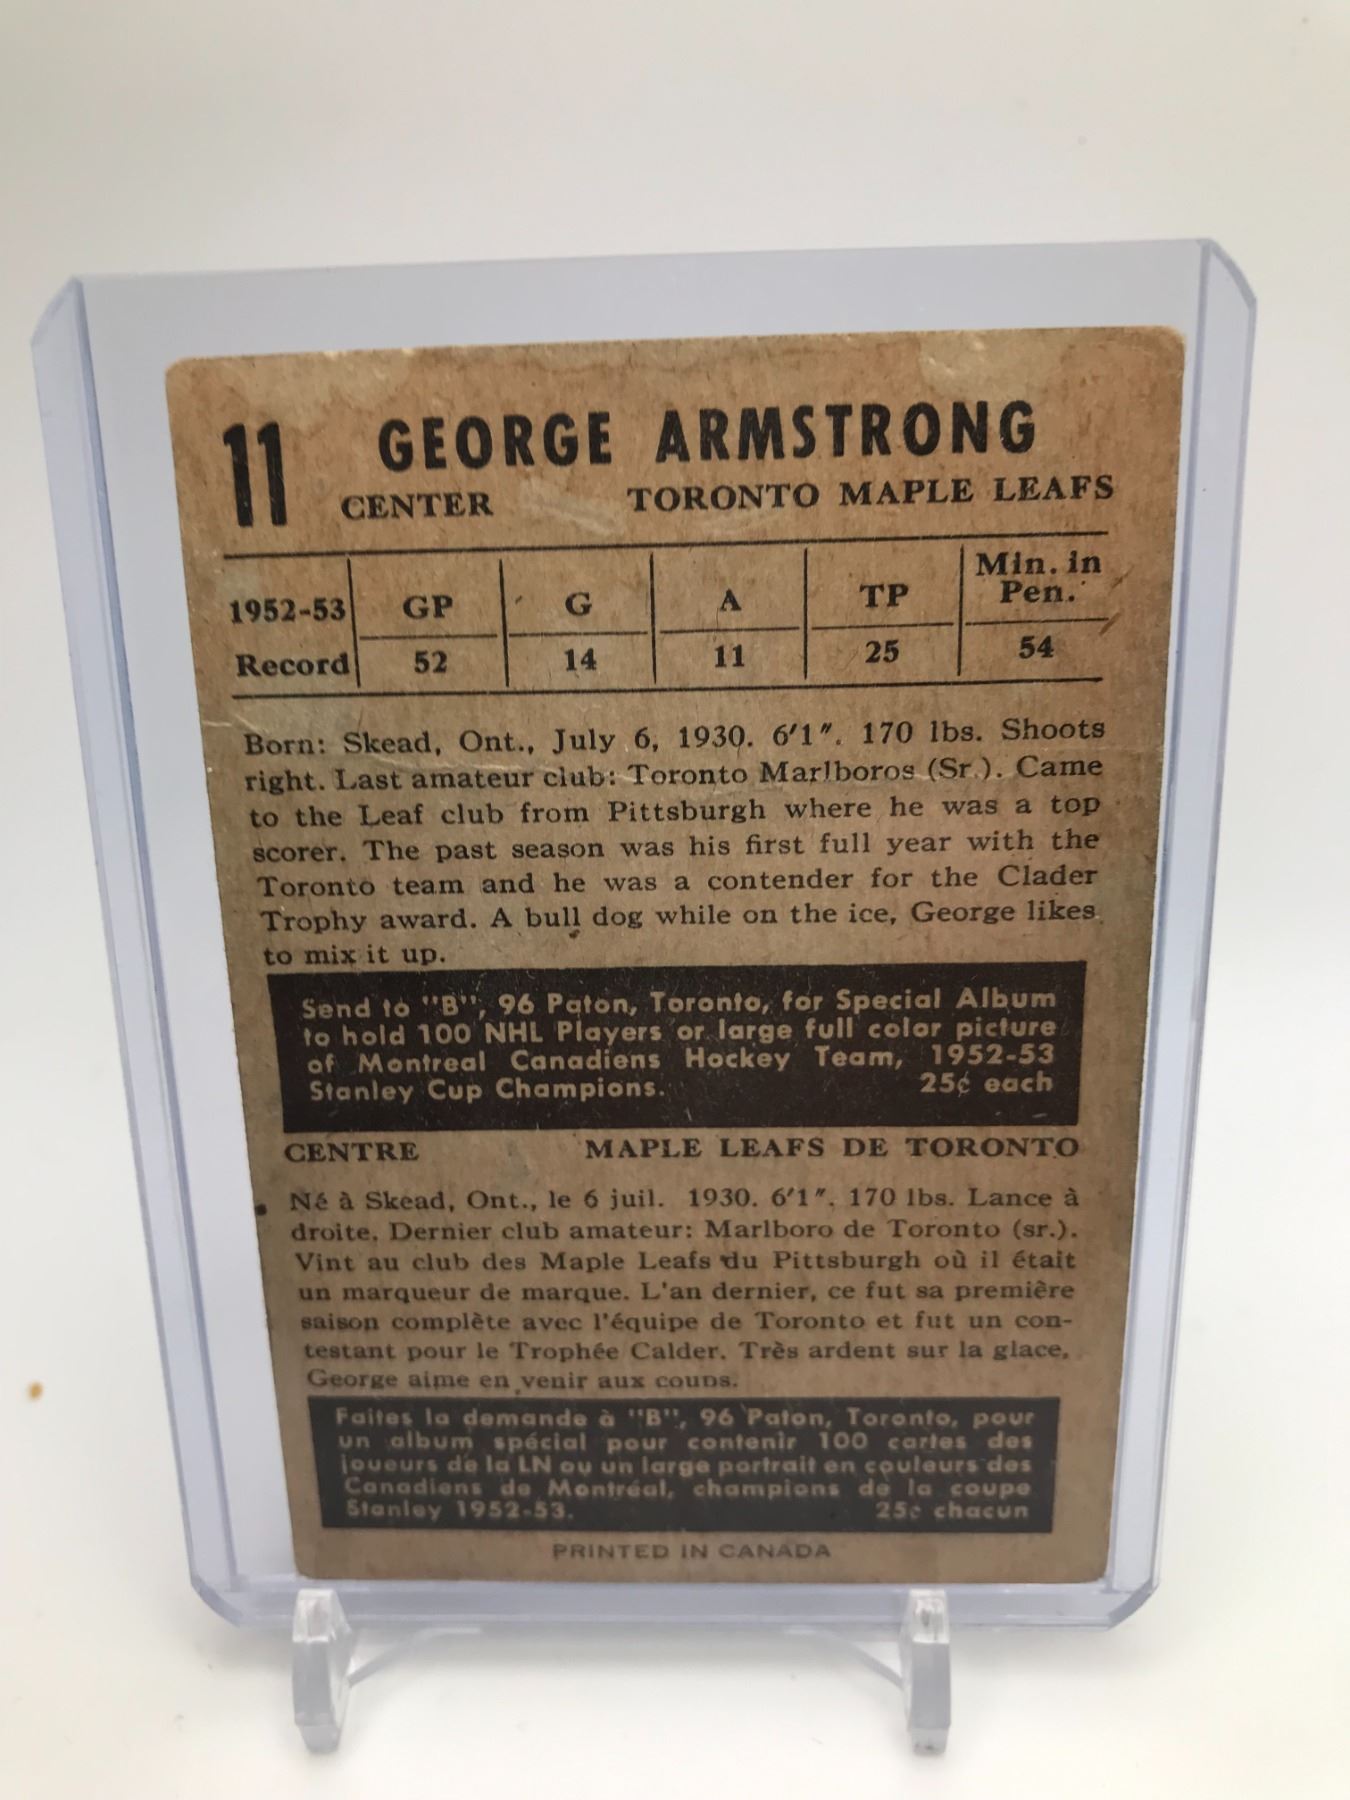 11 GEORGE ARMSTRONG
CENTER TORONTO MAPLE LEAFS
1952-53 GP G A TP Min. in Pen.
Record 52 14 11 25 54
Born: Skead, Ont., July 6, 1930. 6'1". 170 lbs. Shoots
right. Last amateur club: Toronto Marlboros (Sr.). Came
to the Leaf club from Pittsburgh where he was a top
scorer. The past season was his first full year with the
Toronto team and he was a contender for the Clader
Trophy award. A bull dog while on the ice, George likes
to mix it up.
Send to "B", 96 Paton, Toronto, for Special Album
to hold 100 NHL Players or large full color picture
of Montreal Canadiens Hockey Team, 1952-53
Stanley Cup Champions. 25¢ each
CENTRE MAPLE LEAFS DE TORONTO
Né à Skead, Ont., le 6 juil. 1930. 6'1". 170 lbs. Lance à
droite. Dernier club amateur: Marlboro de Toronto (sr.).
Vint au club des Maple Leafs du Pittsburgh où il était
un marqueur de marque. L'an dernier, ce fut sa première
saison complète avec l'équipe de Toronto et fut un con-
testant pour le Trophée Calder. Très ardent sur la glace,
George aime en venir aux coups.
Faites la demande à "B", 96 Paton, Toronto, pour
un album spécial pour contenir 100 cartes des
joueurs de la LN ou un large portrait en couleurs des
Canadiens de Montréal, champions de la coupe
Stanley 1952-53. 25¢ chacun
PRINTED IN CANADA